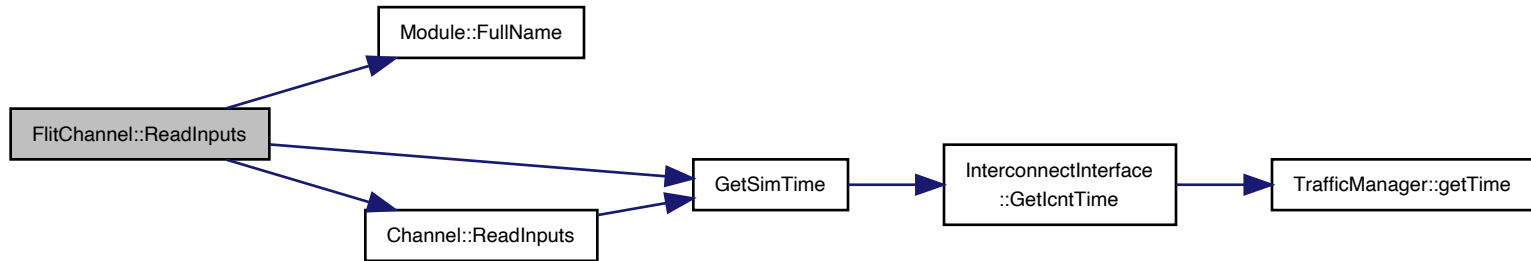 Module::FullName
FlitChannel::ReadInputs
GetSimTime
InterconnectInterface
::GetIcntTime
TrafficManager::getTime
Channel::ReadInputs